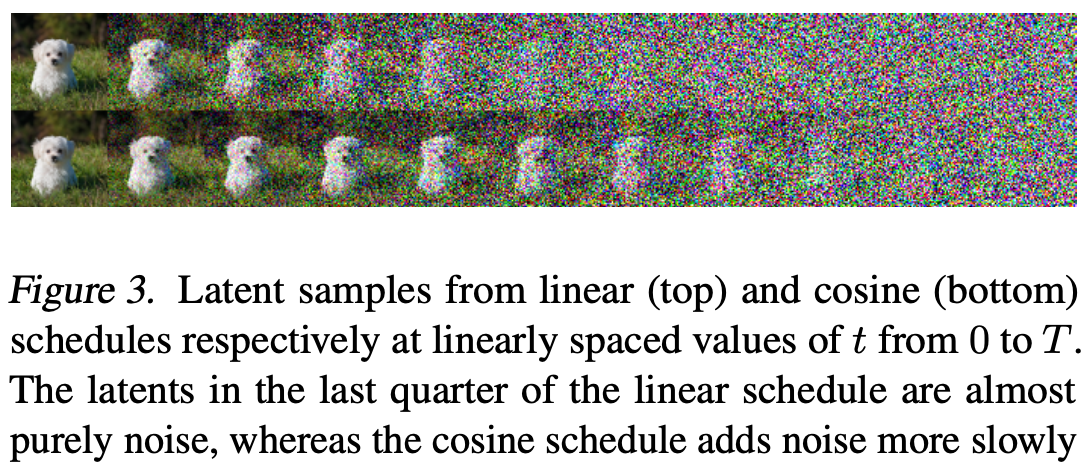 Figure 3. Latent samples from linear (top) and cosine (bottom)
schedules respectively at linearly spaced values of t from 0 to T.
The latents in the last quarter of the linear schedule are almost
purely noise, whereas the cosine schedule adds noise more slowly